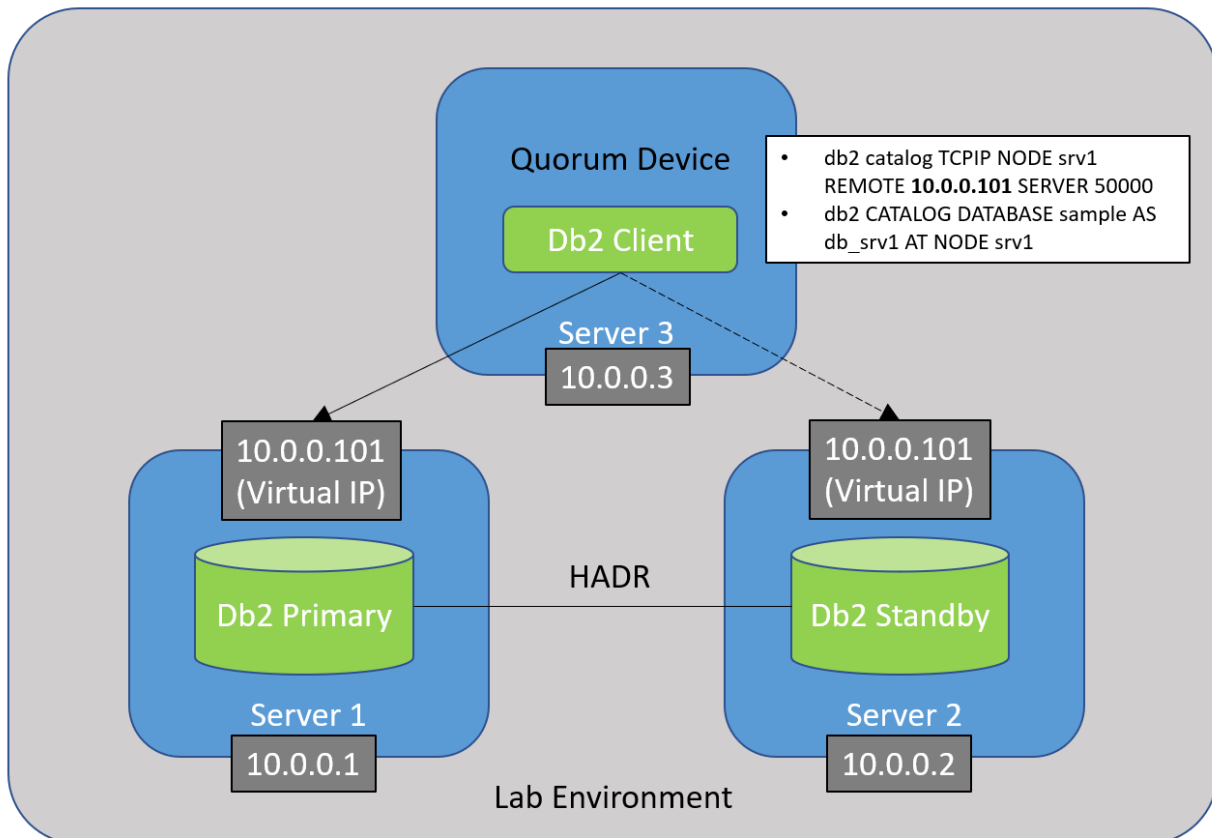 Quorum Device
Db2 Client
Server 3
10.0.0.3
• db2 catalog TCPIP NODE srv1
REMOTE 10.0.0.101 SERVER 50000
• db2 CATALOG DATABASE sample AS
db_srv1 AT NODE srv1
10.0.0.101
(Virtual IP)
10.0.0.101
(Virtual IP)
HADR
Db2 Primary
Db2 Standby
Server 1
10.0.0.1
Server 2
10.0.0.2
Lab Environment